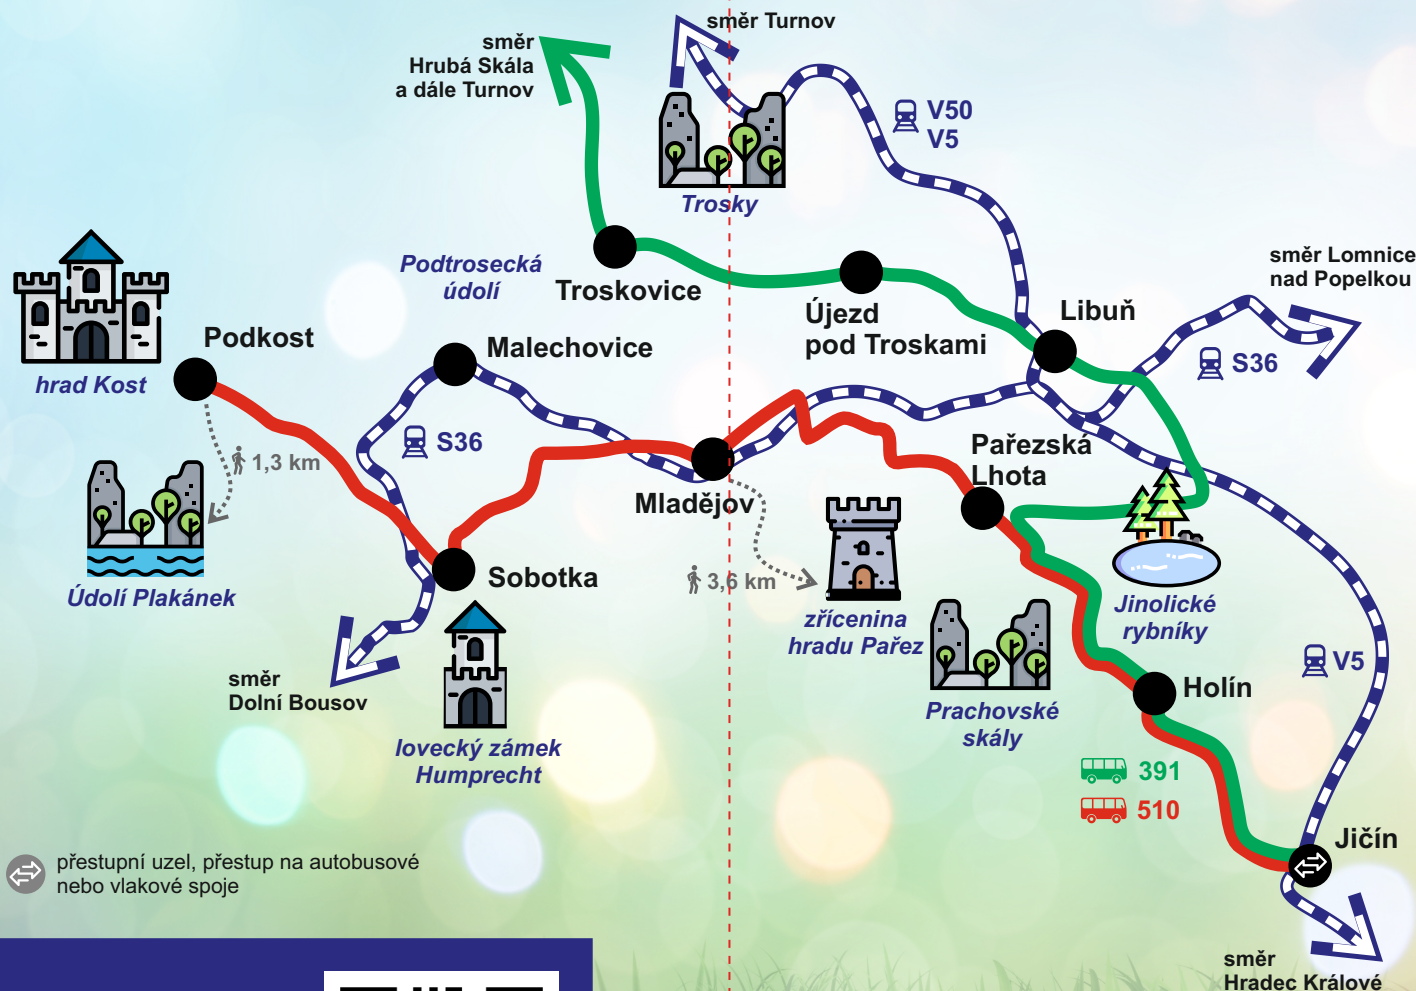 směr Turnov
směr
Hrubá Skála
a dále Turnov
V50
V5
Trosky
Podtrosecká
údolí
Troskovice
Újezd
pod Troskami
Libuň
směr Lomnice
nad Popelkou
S36
Podkost
hrad Kost
Malechovice
S36
1,3 km
Údolí Plakánek
Mladějov
Pařezská
Lhota
Sobotka
3,6 km
zřícenina
hradu Pařez
Jinolické
rybníky
směr
Dolní Bousov
lovecký zámek
Humprecht
Prachovské
skály
Holín
V5
391
510
Jičín
přestupní uzel, přestup na autobusové
nebo vlakové spoje
směr
Hradec Králové